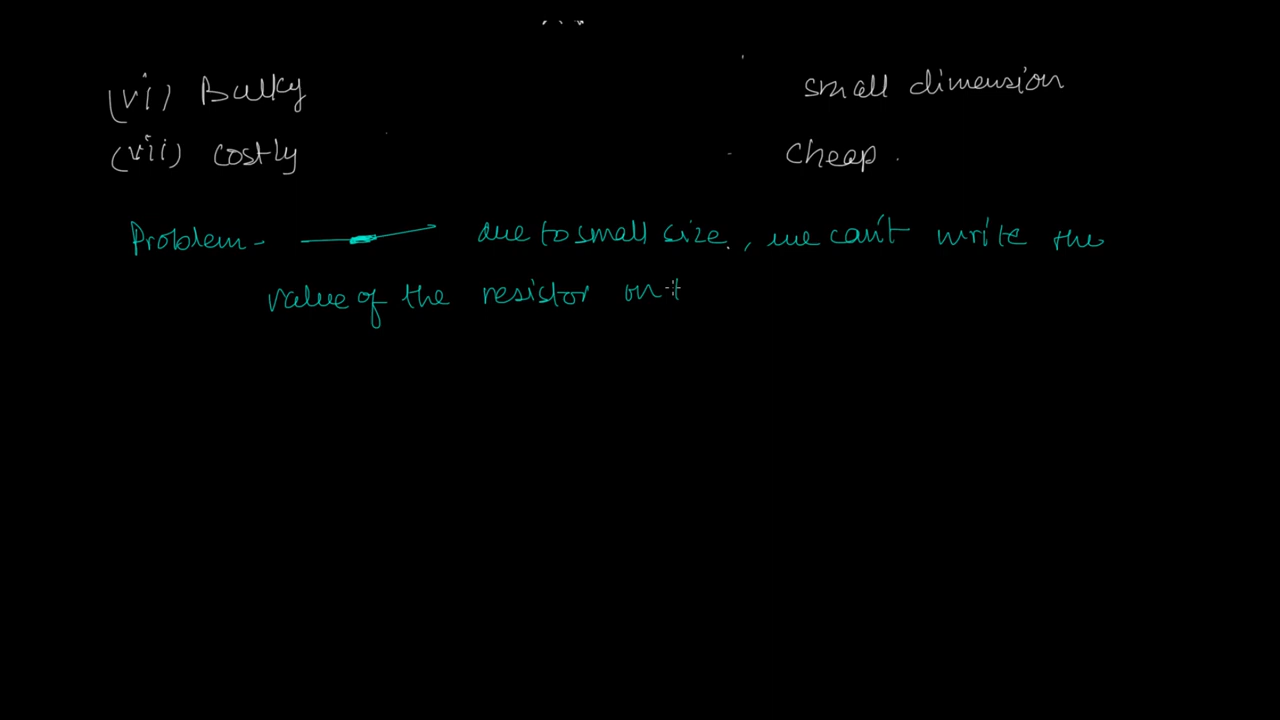 (vi) Bulky small dimension
(vii) costly cheap.
Problem - due to small size, we can't write the
value of the resistor on t